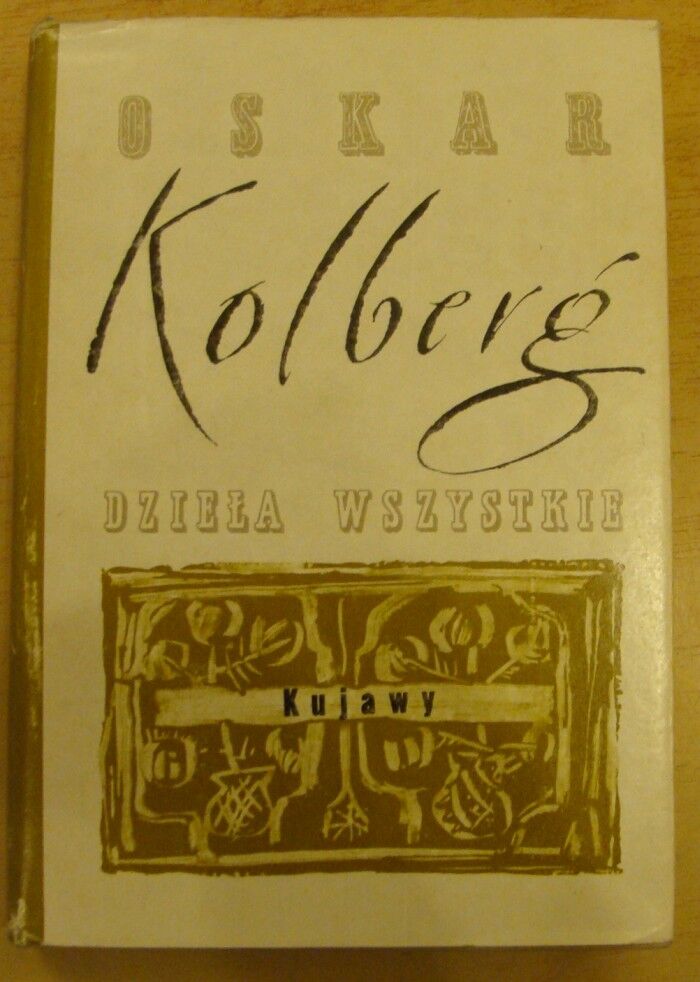 OSKAR
Kolberg
DZIEŁA WSZYSTKIE
Kujawy